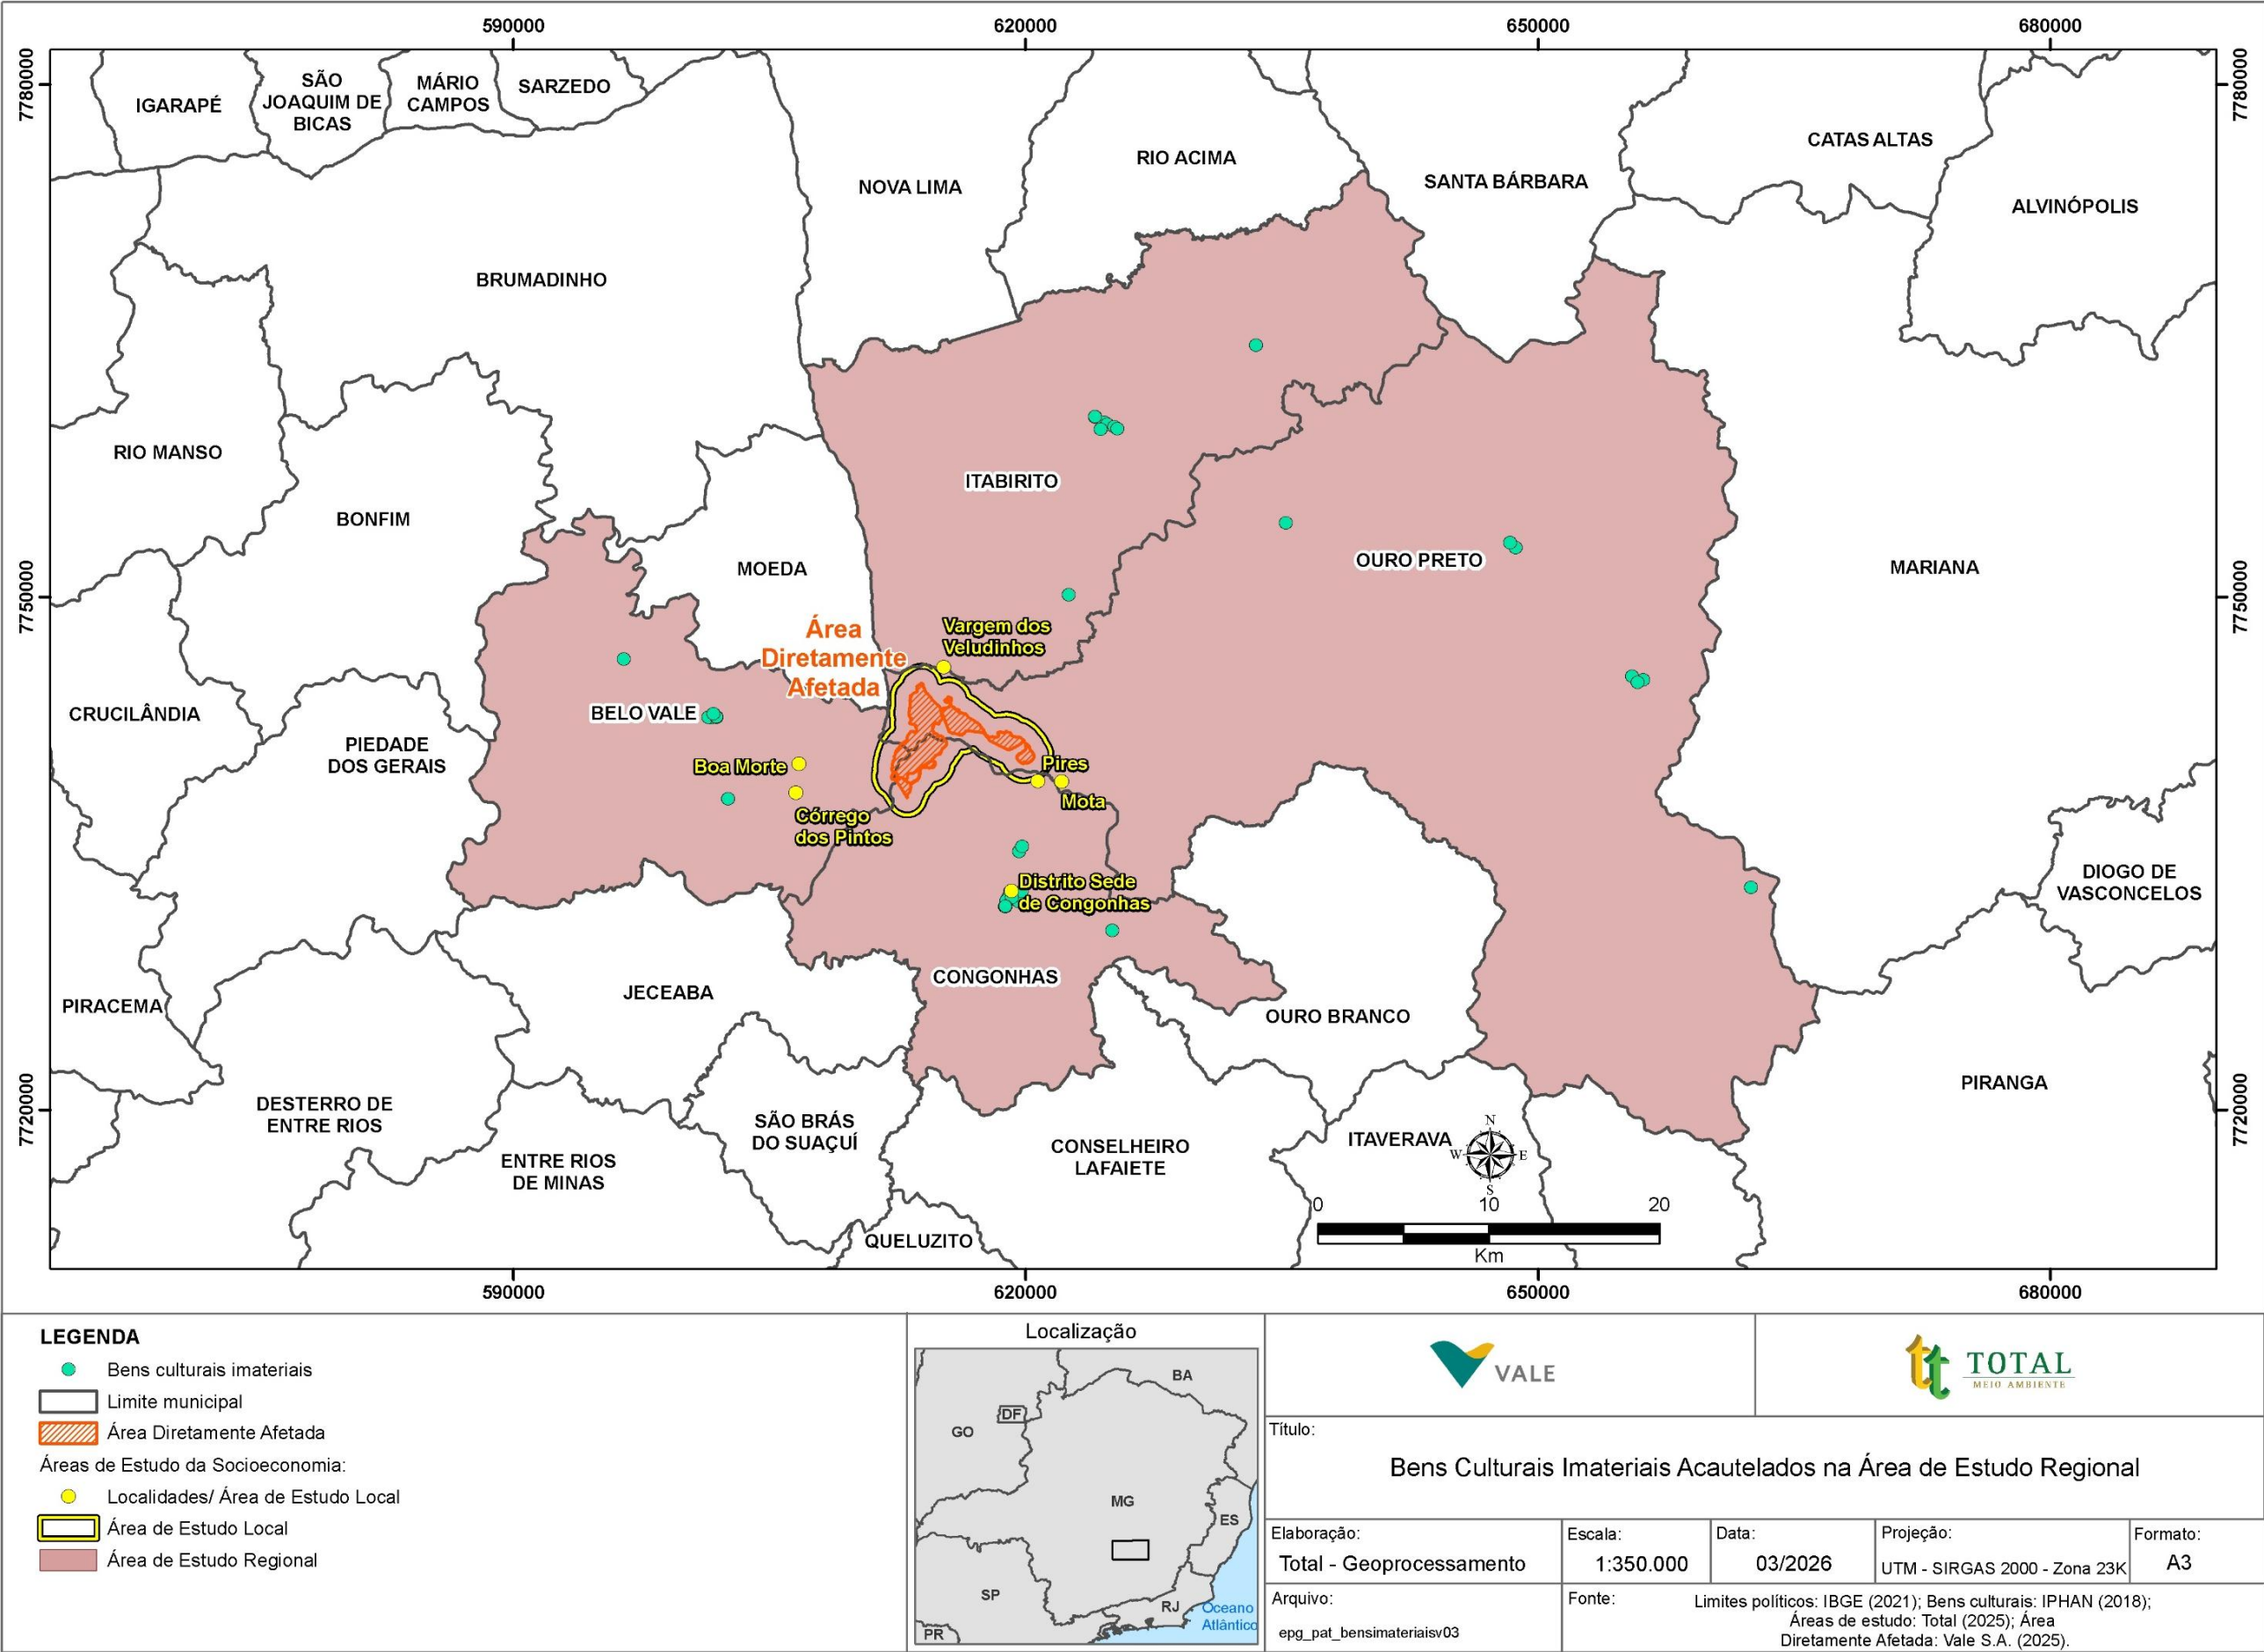 590000
620000
650000
680000
7780000
7780000
IGARAPÉ
SÃO
JOAQUIM DE
BICAS
MÁRIO
CAMPOS
SARZEDO
NOVA LIMA
RIO ACIMA
SANTA BÁRBARA
CATAS ALTAS
ALVINÓPOLIS
BRUMADINHO
RIO MANSO
BONFIM
ITABIRITO
MOEDA
OURO PRETO
MARIANA
7750000
7750000
Área
Diretamente
Afetada
Vargem dos
Veludinhos
CRUCILÂNDIA
PIEDADE
DOS GERAIS
BELO VALE
Boa Morte
Córrego
dos Pintos
Pires
Mota
Distrito Sede
de Congonhas
DIOGO DE
VASCONCELOS
CONGONHAS
JECEABA
PIRACEMA
OURO BRANCO
PIRANGA
7720000
7720000
DESTERRO DE
ENTRE RIOS
SÃO BRÁS
DO SUAÇUÍ
ENTRE RIOS
DE MINAS
CONSELHEIRO
LAFAIETE
ITAVERAVA
QUELUZITO
N
W
E
S
0
10
20
Km
590000
620000
650000
680000
LEGENDA
Bens culturais imateriais
Limite municipal
Área Diretamente Afetada
Áreas de Estudo da Socioeconomia:
Localidades/ Área de Estudo Local
Área de Estudo Local
Área de Estudo Regional
Localização
BA
DF
GO
MG
ES
SP
RJ
PR
Oceano
Atlântico
VALE
TOTAL
MEIO AMBIENTE
Título:
Bens Culturais Imateriais Acautelados na Área de Estudo Regional
Elaboração:
Total - Geoprocessamento
Escala:
1:350.000
Data:
03/2026
Projeção:
UTM - SIRGAS 2000 - Zona 23K
Formato:
A3
Arquivo:
epg_pat_bensimateriaisv03
Fonte:
Limites políticos: IBGE (2021); Bens culturais: IPHAN (2018);
Áreas de estudo: Total (2025); Área
Diretamente Afetada: Vale S.A. (2025).